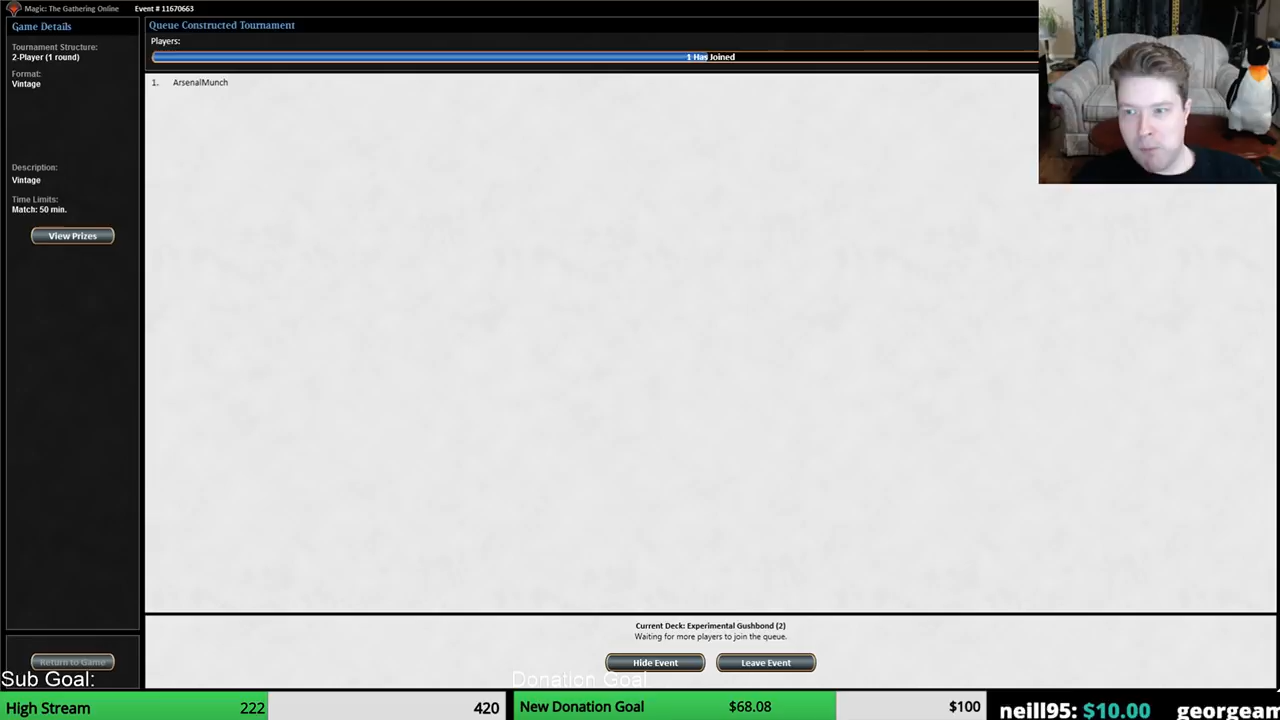 Magic: The Gathering Online Event # 11670663
Game Details
Tournament Structure:
2-Player (1 round)
Format:
Vintage
Description:
Vintage
Time Limits:
Match: 50 min.
View Prizes
Return to Game
Queue Constructed Tournament
Players:
1 Has Joined
1. ArsenalMunch
Current Deck: Experimental Gushbond (2)
Waiting for more players to join the queue.
Hide Event Leave Event
Sub Goal:
High Stream 222 420
Donation Goal
New Donation Goal $68.08 $100
neill95: $10.00 georgeam